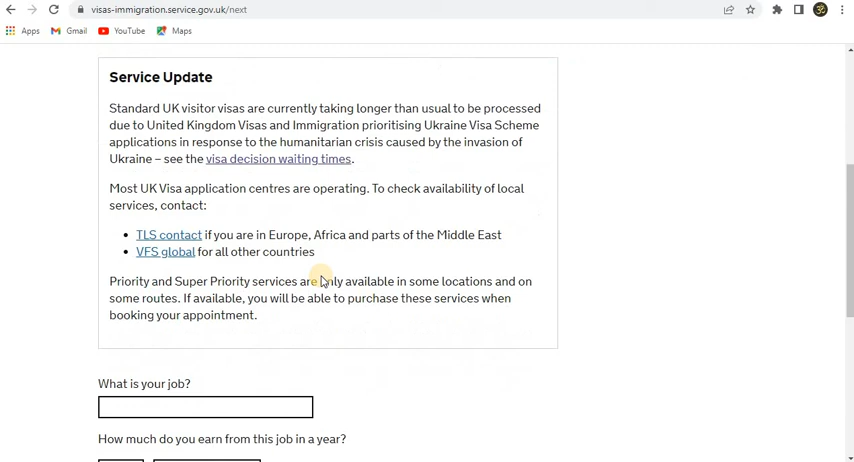 visas-immigration.service.gov.uk/next
Apps Gmail YouTube Maps
Service Update
Standard UK visitor visas are currently taking longer than usual to be processed
due to United Kingdom Visas and Immigration prioritising Ukraine Visa Scheme
applications in response to the humanitarian crisis caused by the invasion of
Ukraine – see the visa decision waiting times.
Most UK Visa application centres are operating. To check availability of local
services, contact:
• TLS contact if you are in Europe, Africa and parts of the Middle East
• VFS global for all other countries
Priority and Super Priority services are only available in some locations and on
some routes. If available, you will be able to purchase these services when
booking your appointment.
What is your job?
How much do you earn from this job in a year?